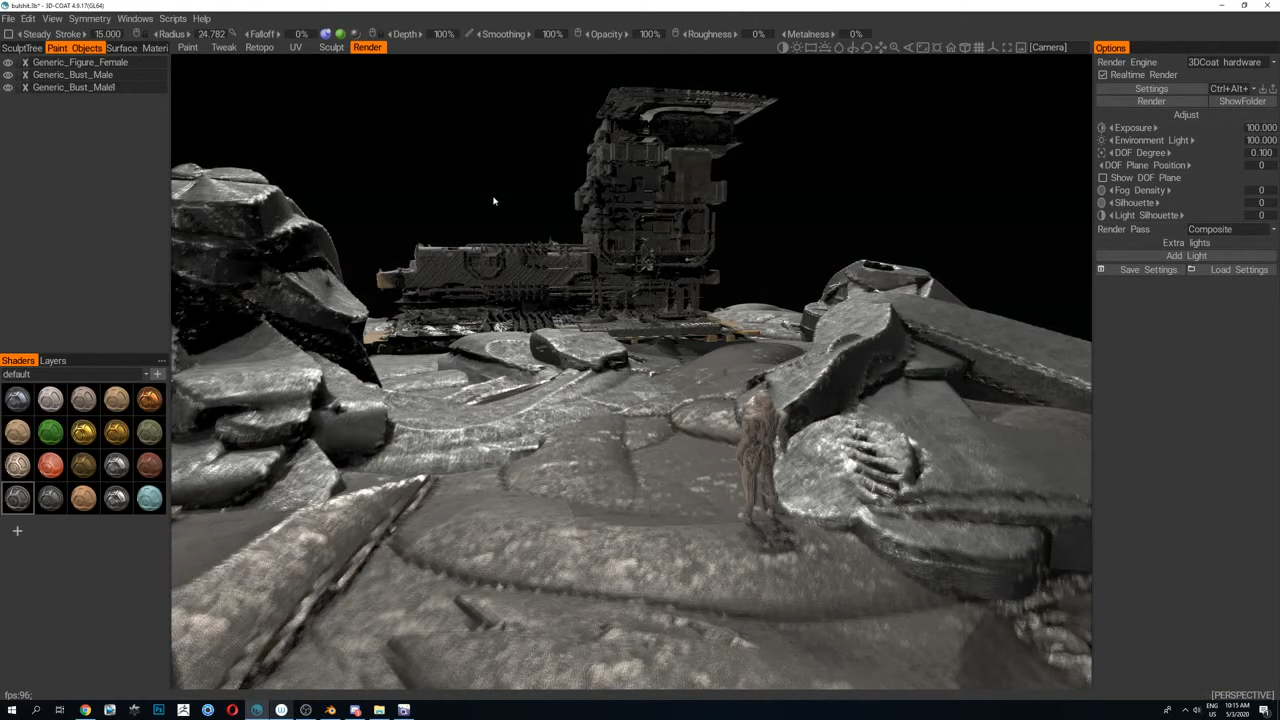 bulshit.3b* - 3D-COAT 4.9.17(GL64)
File Edit View Symmetry Windows Scripts Help
Steady Stroke 15.000 Radius 24.782 Falloff 0% Depth 100% Smoothing 100% Opacity 100% Roughness 0% Metalness 0%
SculptTree Paint Objects Surface Materi Paint Tweak Retopo UV Sculpt Render [Camera] Options
X Generic_Figure_Female
X Generic_Bust_Male
X Generic_Bust_Male1
Render Engine 3DCoat hardware
Realtime Render
Settings Ctrl+Alt+
Render ShowFolder
Adjust
Exposure 100.000
Environment Light 100.000
DOF Degree 0.100
DOF Plane Position 0
Show DOF Plane
Fog Density 0
Silhouette 0
Light Silhouette 0
Render Pass Composite
Extra lights
Add Light
Save Settings Load Settings
Shaders Layers
default
fps:96; [PERSPECTIVE]
ENG 10:15 AM
US 5/3/2020